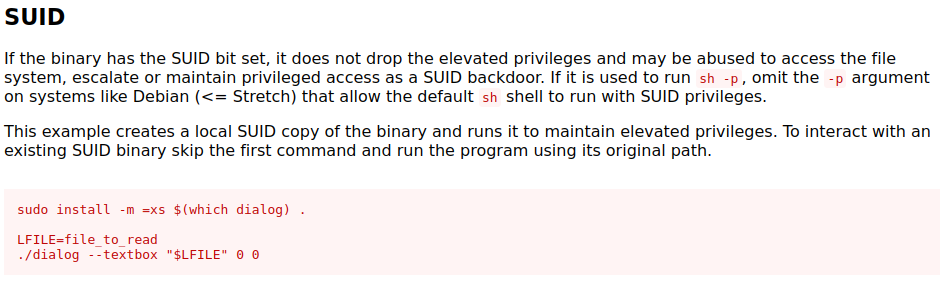 SUID
If the binary has the SUID bit set, it does not drop the elevated privileges and may be abused to access the file
system, escalate or maintain privileged access as a SUID backdoor. If it is used to run sh -p, omit the -p argument
on systems like Debian (<= Stretch) that allow the default sh shell to run with SUID privileges.
This example creates a local SUID copy of the binary and runs it to maintain elevated privileges. To interact with an
existing SUID binary skip the first command and run the program using its original path.
sudo install -m =xs $(which dialog) .
LFILE=file_to_read
./dialog --textbox "$LFILE" 0 0